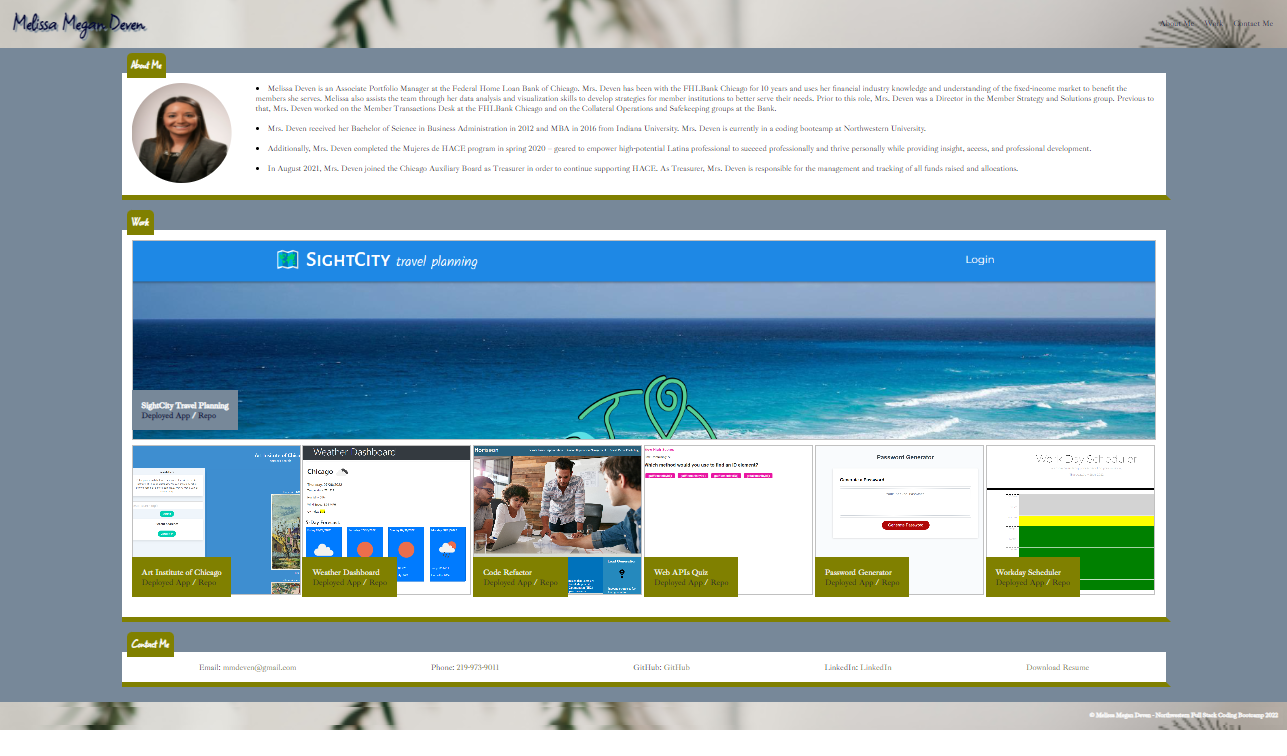 Melissa Megan Deven
About Me Work Contact Me
About Me
Melissa Deven is an Associate Portfolio Manager at the Federal Home Loan Bank of Chicago. Mrs. Deven has been with the FHLBank Chicago for 10 years and uses her financial industry knowledge and understanding of the fixed-income market to benefit the
members she serves. Melissa also assists the team through her data analysis and visualization skills to develop strategies for member institutions to better serve their needs. Prior to this role, Mrs. Deven was a Director in the Member Strategy and Solutions group. Previous to
that, Mrs. Deven worked on the Member Transactions Desk at the FHLBank Chicago and on the Collateral Operations and Safekeeping groups at the Bank.
Mrs. Deven received her Bachelor of Science in Business Administration in 2012 and MBA in 2016 from Indiana University. Mrs. Deven is currently in a coding bootcamp at Northwestern University.
Additionally, Mrs. Deven completed the Mujeres de HACE program in spring 2020 – geared to empower high-potential Latina professional to succeed professionally and thrive personally while providing insight, access, and professional development.
In August 2021, Mrs. Deven joined the Chicago Auxiliary Board as Treasurer in order to continue supporting HACE. As Treasurer, Mrs. Deven is responsible for the management and tracking of all funds raised and allocations.
Work
SIGHTCITY travel planning
Login
SightCity Travel Planning
Deployed App / Repo
Art Institute of Chica
Art Institute of Chicago
Deployed App / Repo
Weather Dashboard
Chicago
5-Day Forecast
Weather Dashboard
Deployed App / Repo
Horiseon
Code Refactor
Deployed App / Repo
Which method would you use to find an ID element?
Web APIs Quiz
Deployed App / Repo
Password Generator
Generate a Password
Generate Password
Password Generator
Deployed App / Repo
Work Day Scheduler
Workday Scheduler
Deployed App / Repo
Contact Me
Email: mmdeven@gmail.com
Phone: 219-973-9011
GitHub: GitHub
LinkedIn: LinkedIn
Download Resume
© Melissa Megan Deven - Northwestern Full Stack Coding Bootcamp 2022